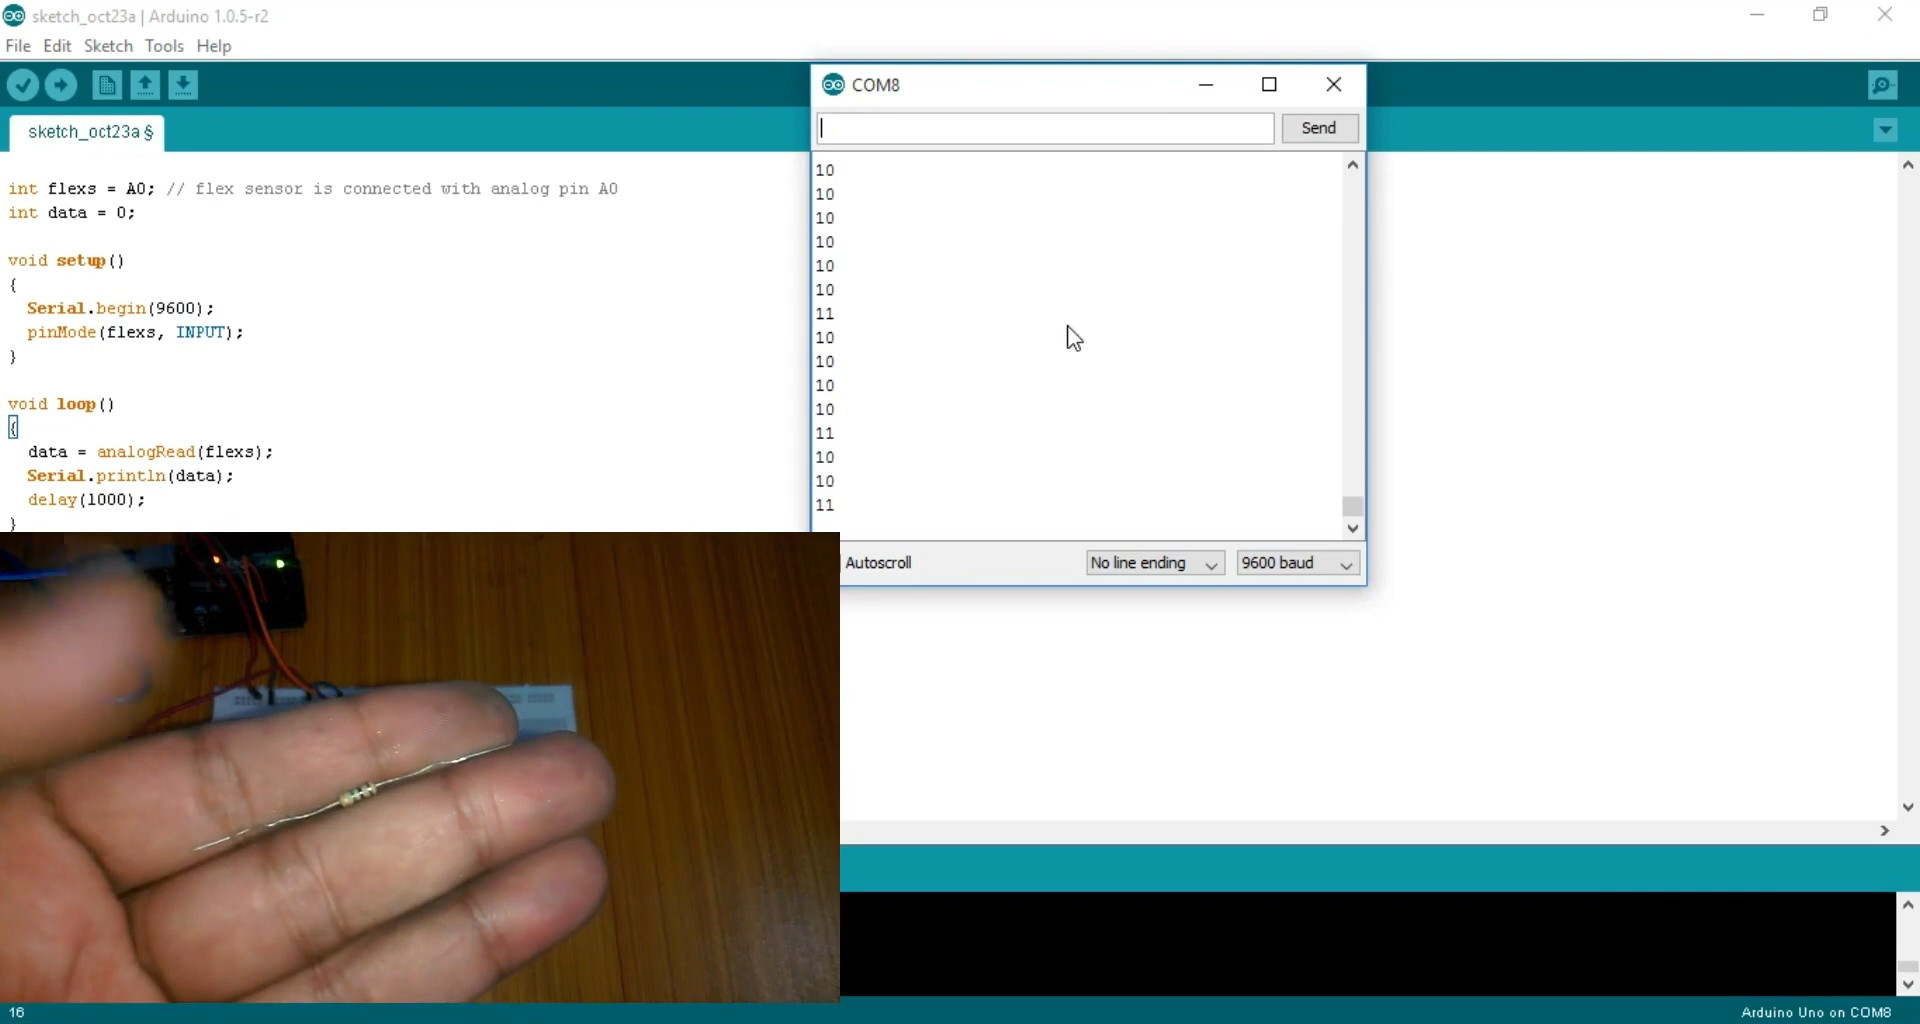 sketch_oct23a | Arduino 1.0.5-r2
File Edit Sketch Tools Help
sketch_oct23a §
int flexs = A0; // flex sensor is connected with analog pin A0
int data = 0;
void setup()
{
Serial.begin(9600);
pinMode(flexs, INPUT);
}
void loop()
{
data = analogRead(flexs);
Serial.println(data);
delay(1000);
}
COM8
Send
10
10
10
10
10
10
11
10
10
10
10
11
10
10
11
Autoscroll
No line ending
9600 baud
16
Arduino Uno on COM8